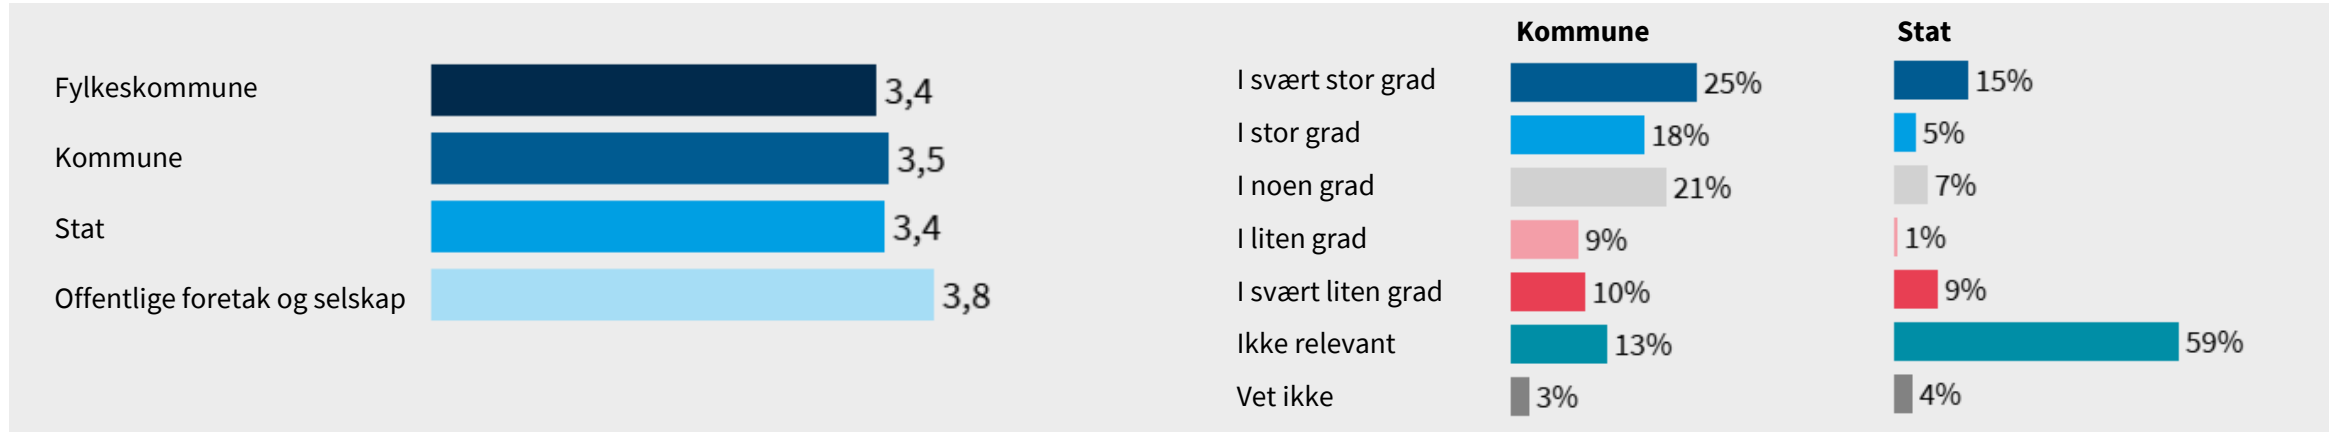 Fylkeskommune 3,4
Kommune 3,5
Stat 3,4
Offentlige foretak og selskap 3,8
Kommune Stat
I svært stor grad 25% 15%
I stor grad 18% 5%
I noen grad 21% 7%
I liten grad 9% 1%
I svært liten grad 10% 9%
Ikke relevant 13% 59%
Vet ikke 3% 4%